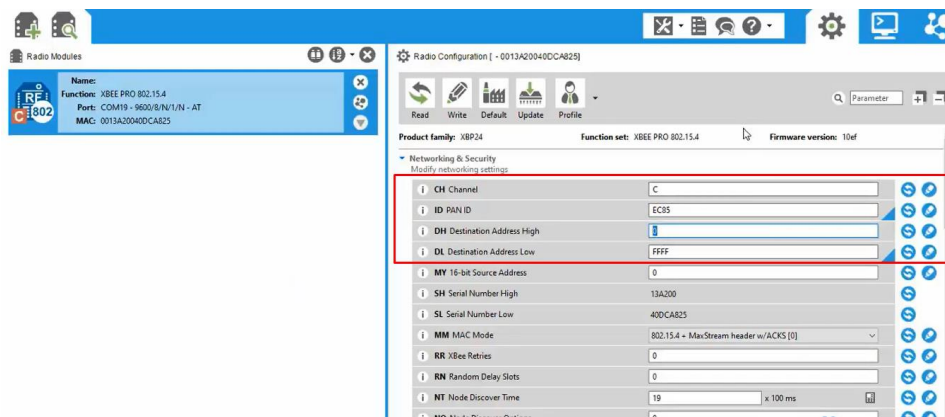 Radio Modules
Name:
Function: XBEE PRO 802.15.4
Port: COM19 - 9600/8/N/1/N - AT
MAC: 0013A20040DCA825
RF
C 802
Radio Configuration [ - 0013A20040DCA825]
Read Write Default Update Profile
Parameter
Product family: XBP24 Function set: XBEE PRO 802.15.4 Firmware version: 10ef
Networking & Security
Modify networking settings
i CH Channel C
i ID PAN ID EC85
i DH Destination Address High 0
i DL Destination Address Low FFFF
i MY 16-bit Source Address 0
i SH Serial Number High 13A200
i SL Serial Number Low 40DCA825
i MM MAC Mode 802.15.4 + MaxStream header w/ACKS [0]
i RR XBee Retries 0
i RN Random Delay Slots 0
i NT Node Discover Time 19 x 100 ms